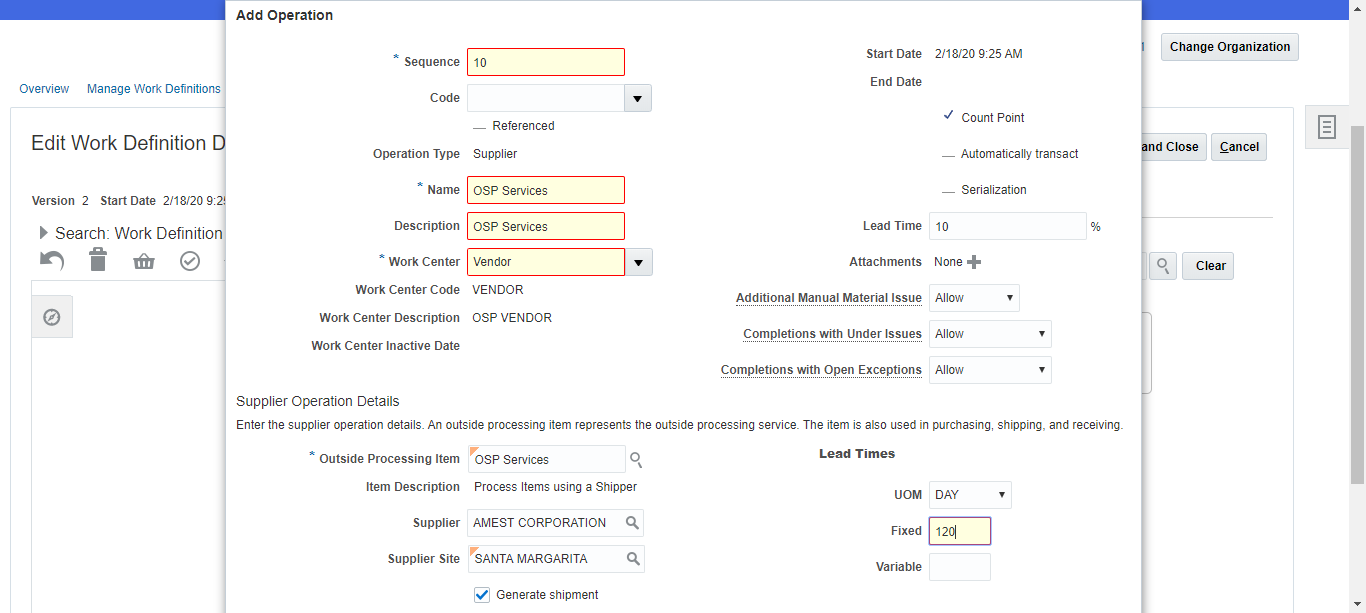 Add Operation
Change Organization
Overview
Manage Work Definitions
Edit Work Definition D
and Close
Cancel
Version 2 Start Date 2/18/20 9:25
Search: Work Definition
Clear
* Sequence 10
Code
Referenced
Operation Type Supplier
* Name OSP Services
Description OSP Services
* Work Center Vendor
Work Center Code VENDOR
Work Center Description OSP VENDOR
Work Center Inactive Date
Start Date 2/18/20 9:25 AM
End Date
Count Point
Automatically transact
Serialization
Lead Time 10 %
Attachments None
Additional Manual Material Issue Allow
Completions with Under Issues Allow
Completions with Open Exceptions Allow
Supplier Operation Details
Enter the supplier operation details. An outside processing item represents the outside processing service. The item is also used in purchasing, shipping, and receiving.
* Outside Processing Item OSP Services
Item Description Process Items using a Shipper
Supplier AMEST CORPORATION
Supplier Site SANTA MARGARITA
Generate shipment
Lead Times
UOM DAY
Fixed 120
Variable